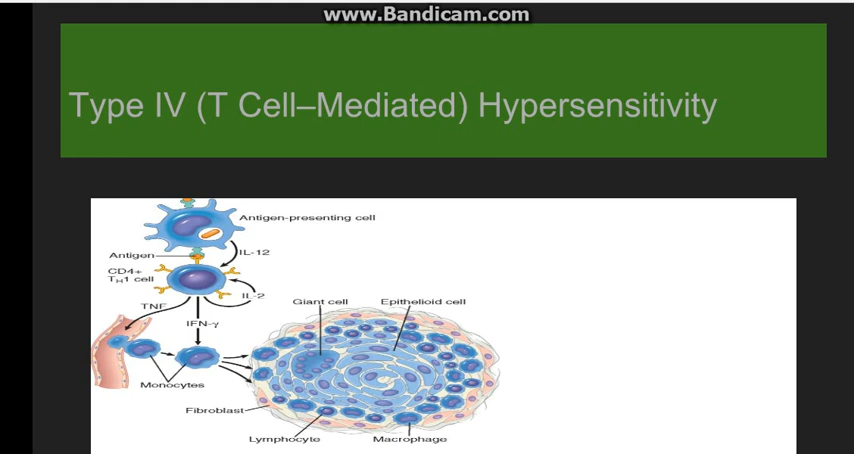 www.Bandicam.com
Type IV (T Cell–Mediated) Hypersensitivity
Antigen-presenting cell
IL-12
Antigen
CD4+
TH1 cell
IL-2
TNF
IFN-γ
Giant cell
Epithelioid cell
Monocytes
Fibroblast
Lymphocyte
Macrophage